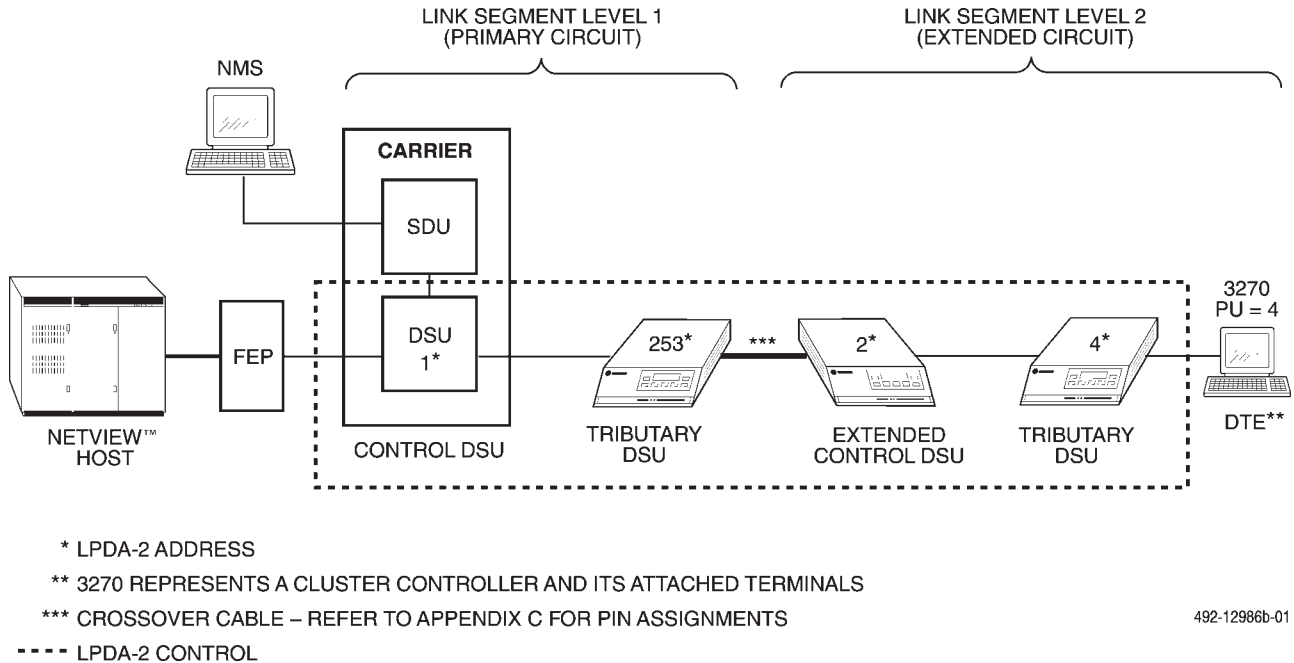 LINK SEGMENT LEVEL 1
(PRIMARY CIRCUIT)
LINK SEGMENT LEVEL 2
(EXTENDED CIRCUIT)
NMS
CARRIER
SDU
DSU
1*
FEP
253*
***
2*
4*
3270
PU = 4
NETVIEW™
HOST
CONTROL DSU
TRIBUTARY
DSU
EXTENDED
CONTROL DSU
TRIBUTARY
DSU
DTE**
* LPDA-2 ADDRESS
** 3270 REPRESENTS A CLUSTER CONTROLLER AND ITS ATTACHED TERMINALS
*** CROSSOVER CABLE – REFER TO APPENDIX C FOR PIN ASSIGNMENTS
492-12986b-01
LPDA-2 CONTROL